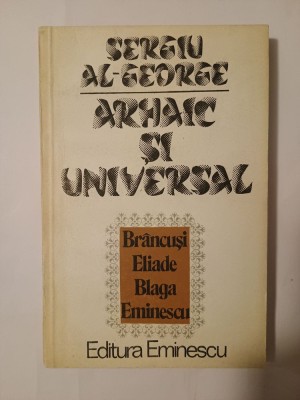 SERGIU
AL-GEORGE
ARHAIC
ŞI
UNIVERSAL
Brâncuşi
Eliade
Blaga
Eminescu
Editura Eminescu